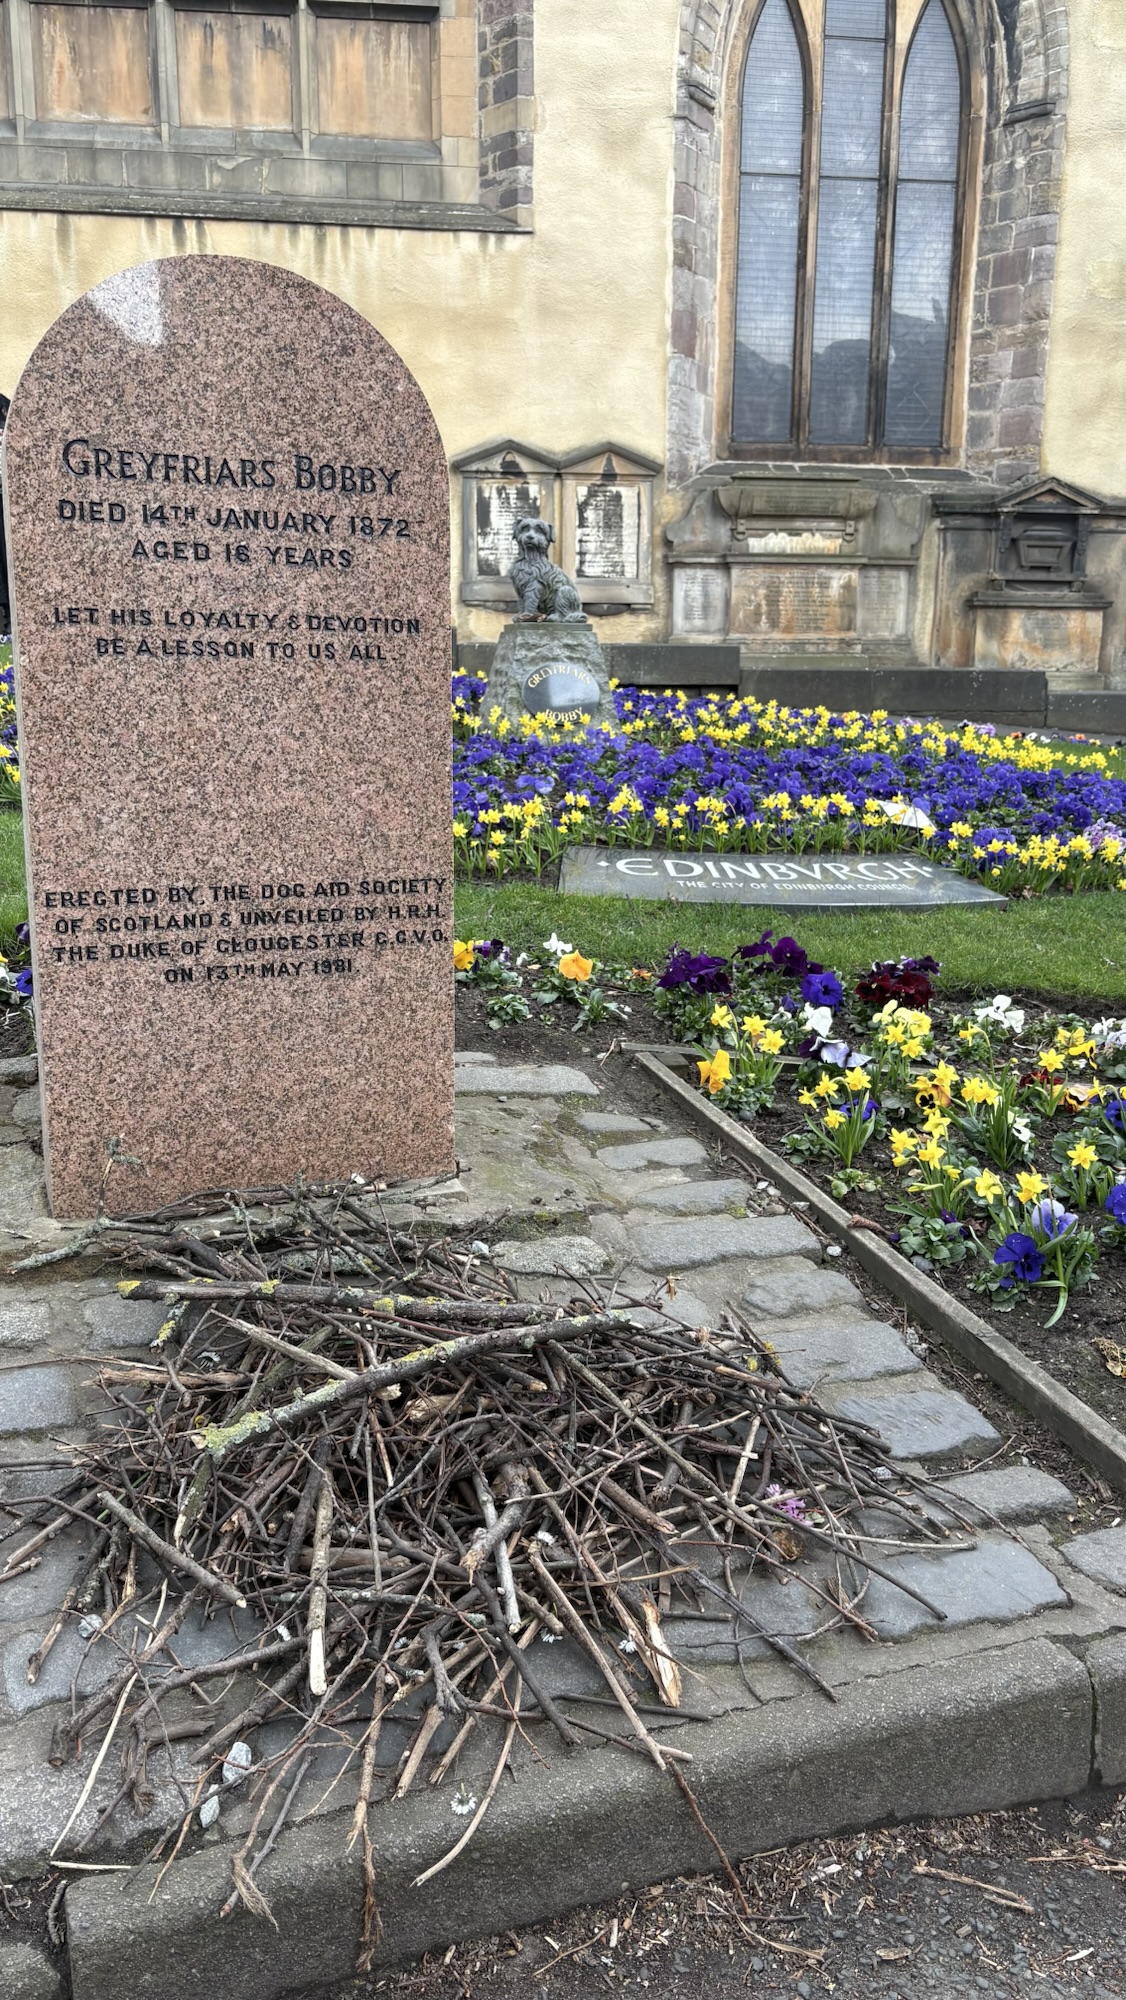 GREYFRIARS BOBBY
DIED 14TH JANUARY 1872
AGED 16 YEARS
LET HIS LOYALTY & DEVOTION
BE A LESSON TO US ALL.
ERECTED BY THE DOG AID SOCIETY
OF SCOTLAND & UNVEILED BY H.R.H.
THE DUKE OF GLOUCESTER G.C.V.O.
ON 13TH MAY 1981.
GREYFRIARS
BOBBY
·EDINBVRGH·
THE CITY OF EDINBURGH COUNCIL